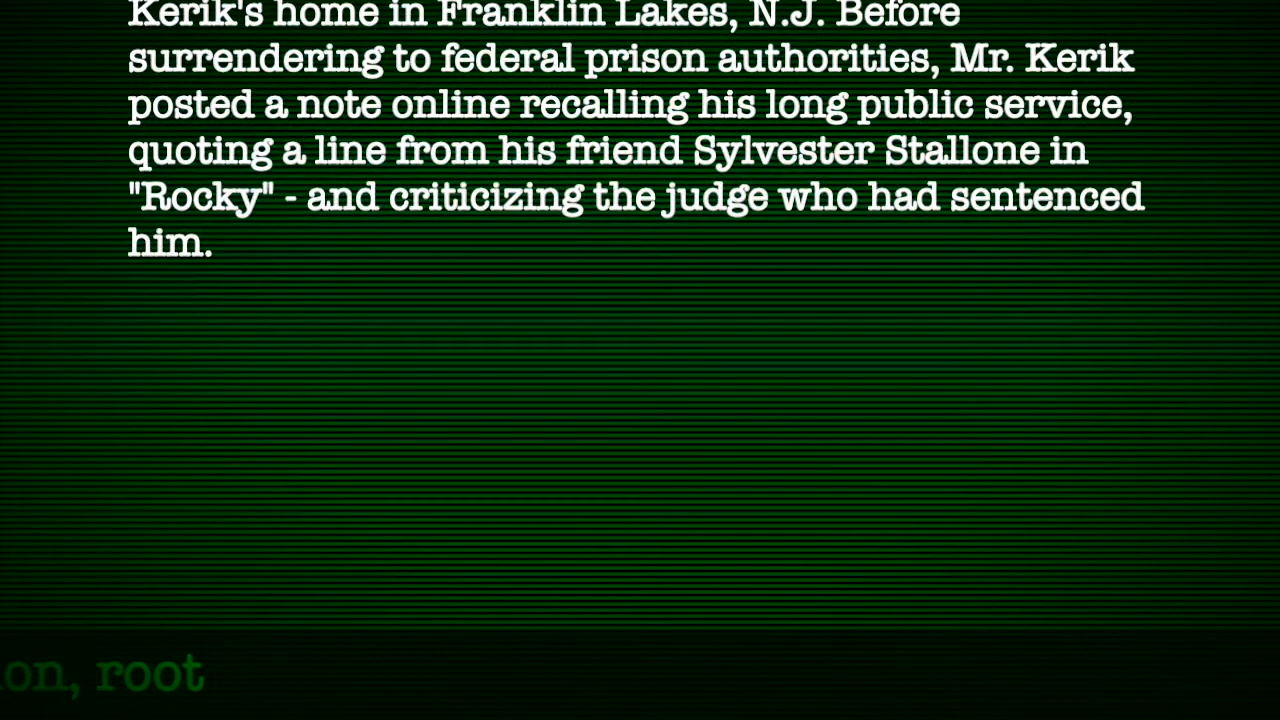 Kerik's home in Franklin Lakes, N.J. Before
surrendering to federal prison authorities, Mr. Kerik
posted a note online recalling his long public service,
quoting a line from his friend Sylvester Stallone in
"Rocky" - and criticizing the judge who had sentenced
him.
on, root